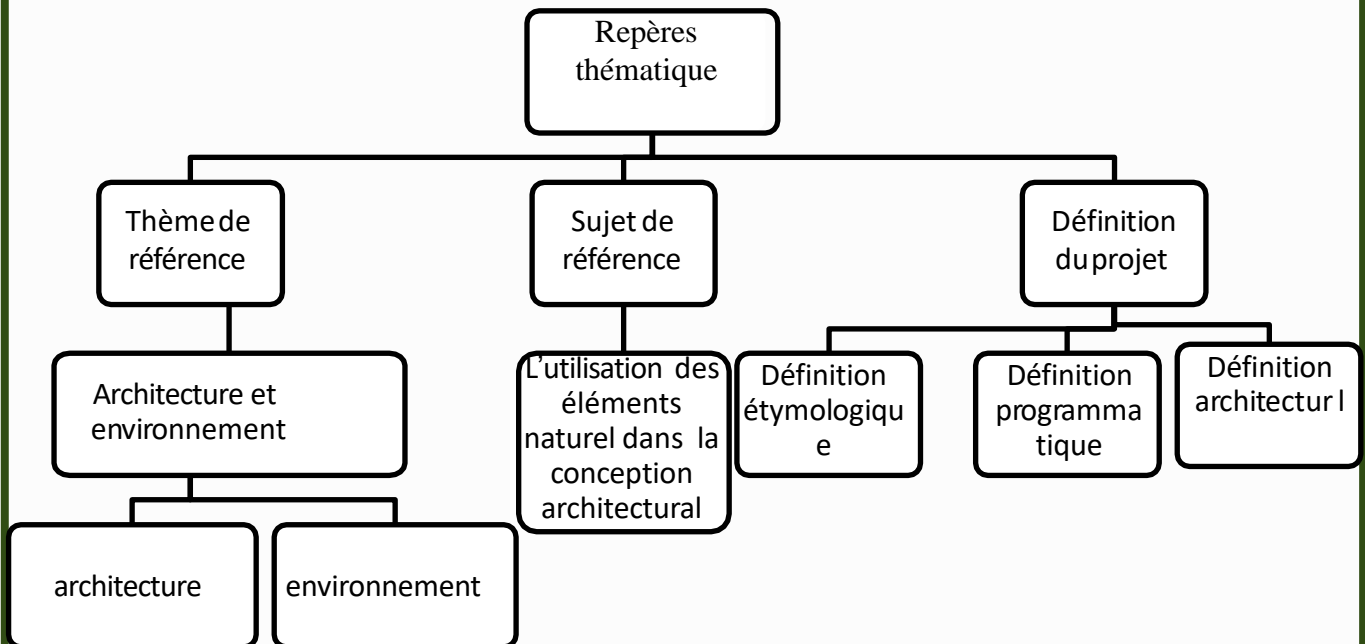 Repères
thématique
Thème de
référence
Sujet de
référence
Définition
du projet
Architecture et
environnement
L'utilisation des
éléments
naturel dans la
conception
architectural
Définition
étymologiqu
e
Définition
programma
tique
Définition
architectur l
architecture
environnement